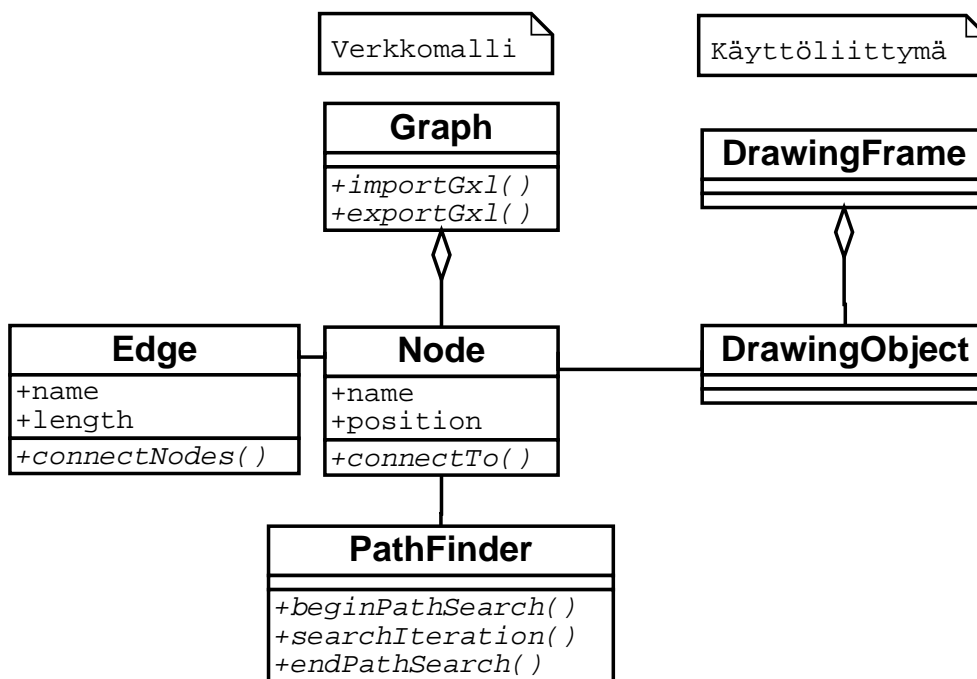 Verkkomalli
Käyttöliittymä
Graph
+importGxl()
+exportGxl()
DrawingFrame
Edge
+name
+length
+connectNodes()
Node
+name
+position
+connectTo()
DrawingObject
PathFinder
+beginPathSearch()
+searchIteration()
+endPathSearch()